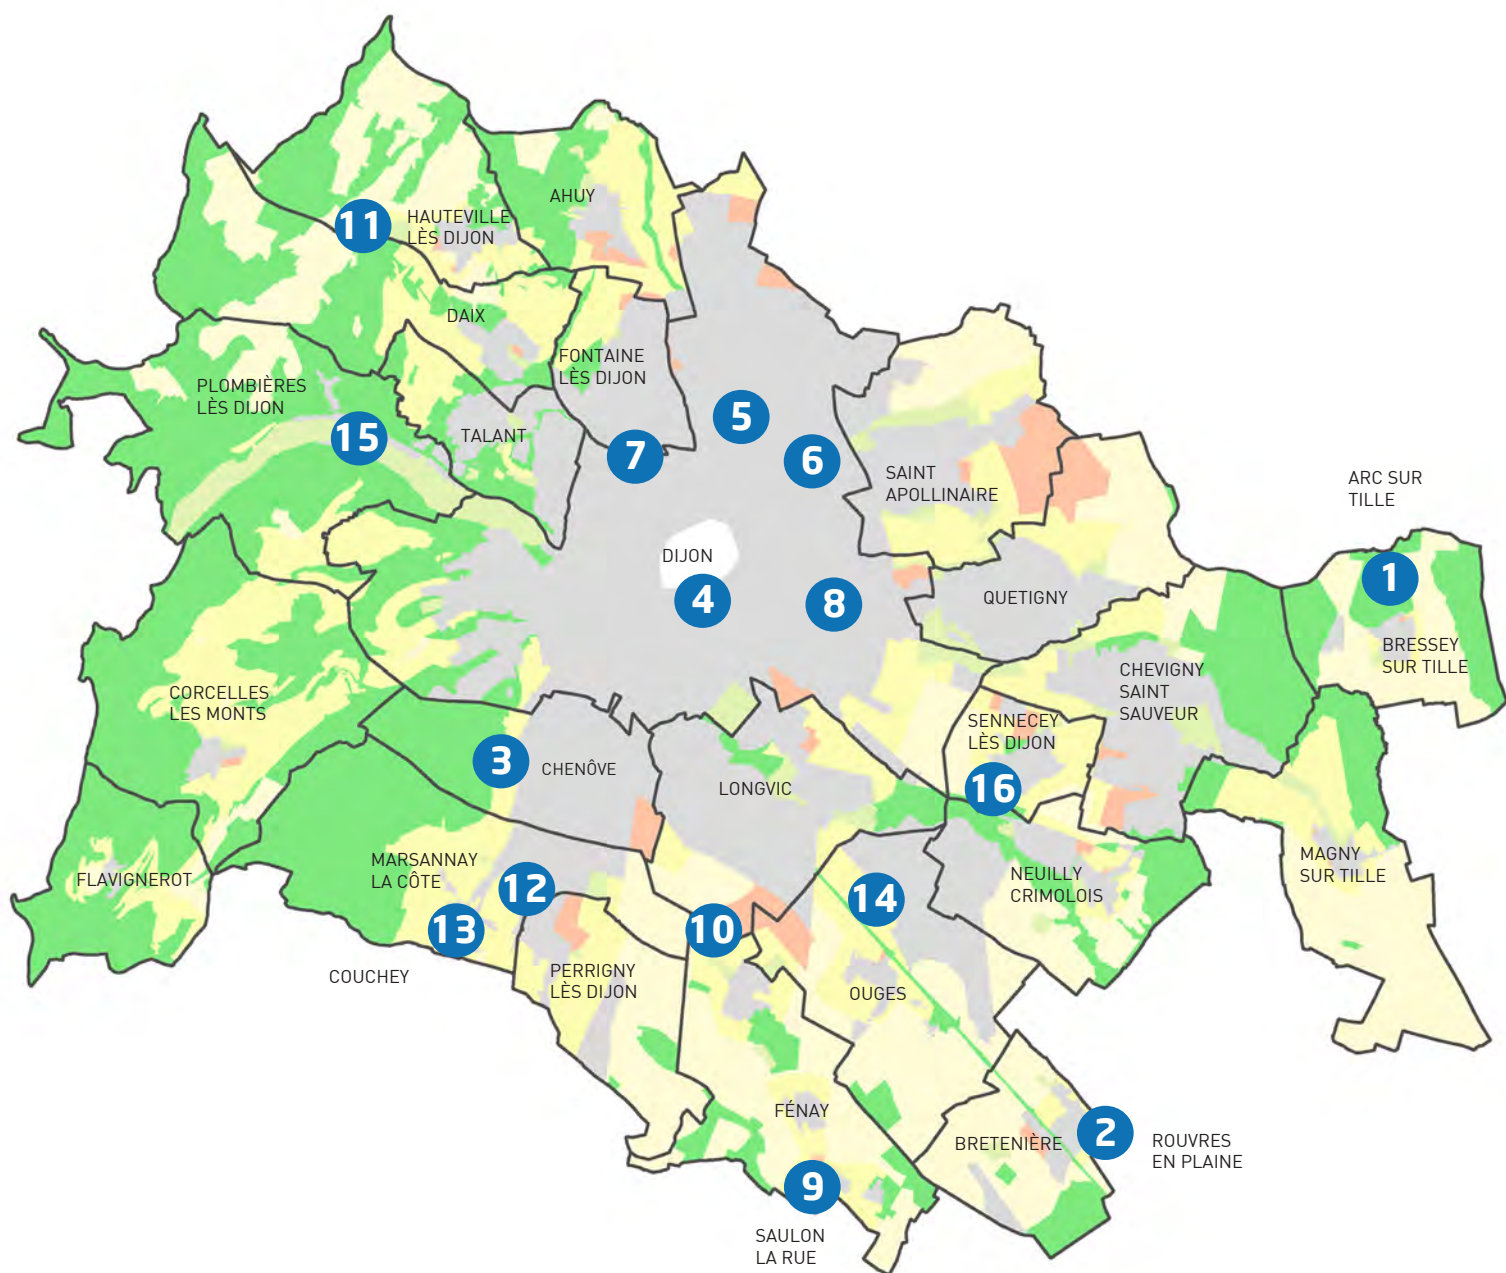 AHUY
11
HAUTEVILLE
LÈS DIJON
DAIX
FONTAINE
LÈS DIJON
PLOMBIÈRES
LÈS DIJON
15
TALANT
5
7
6
SAINT
APOLLINAIRE
ARC SUR
TILLE
DIJON
4
8
QUETIGNY
1
BRESSEY
SUR TILLE
CORCELLES
LES MONTS
CHEVIGNY
SAINT
SAUVEUR
SENNECEY
LÈS DIJON
3
CHENÔVE
LONGVIC
16
MARSANNAY
LA CÔTE
FLAVIGNEROT
12
14
NEUILLY
CRIMOLOIS
MAGNY
SUR TILLE
13
10
COUCHEY
PERRIGNY
LÈS DIJON
OUGES
FÉNAY
BRETENIÈRE
2
ROUVRES
EN PLAINE
9
SAULON
LA RUE